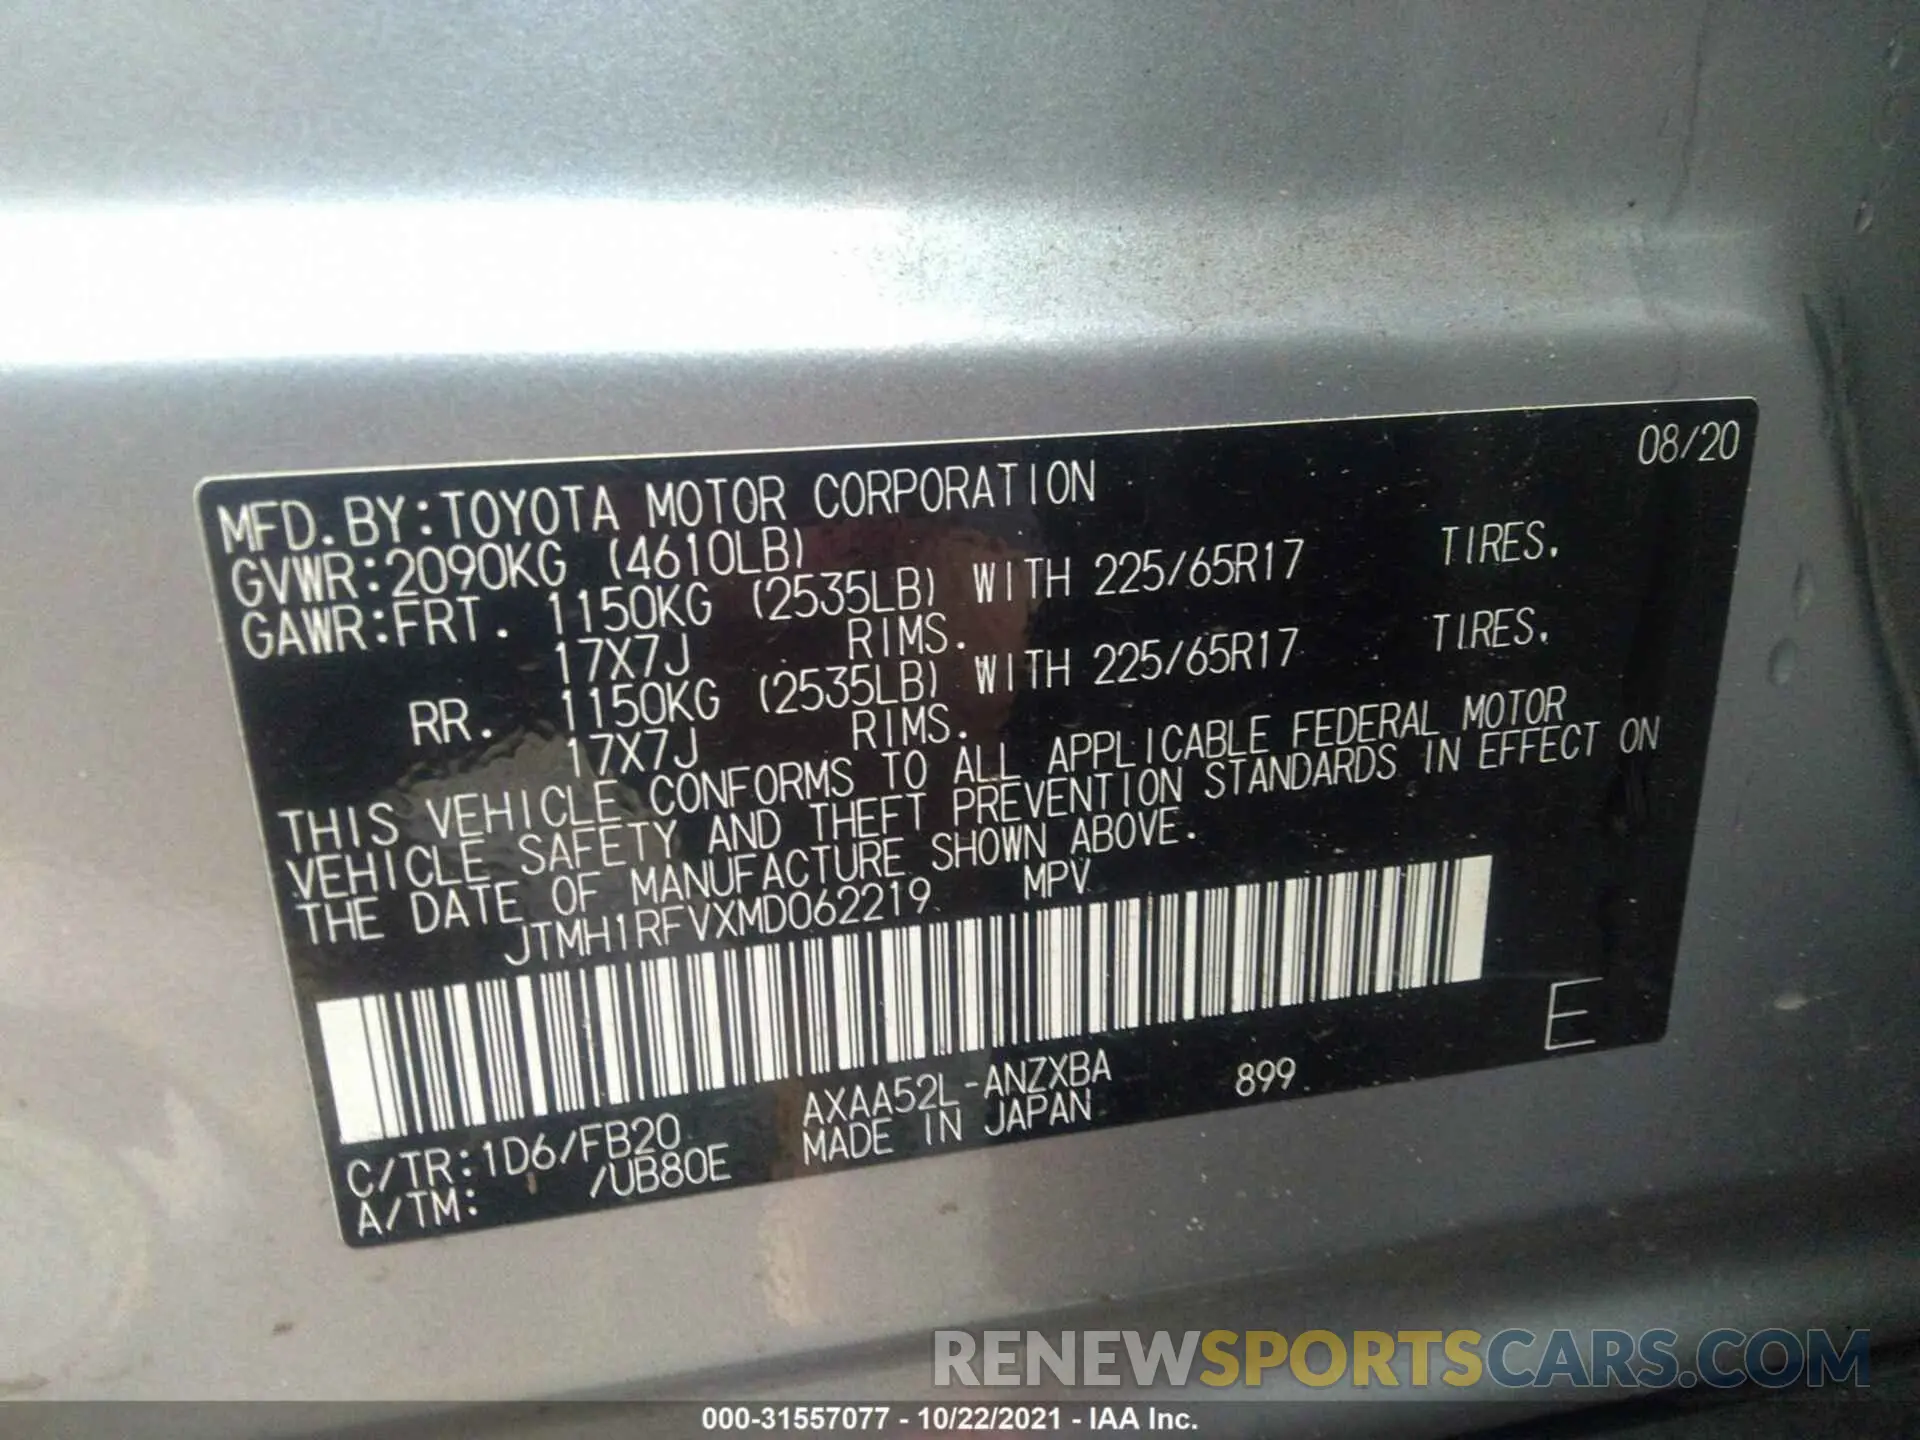 08/20
MFD.BY:TOYOTA MOTOR CORPORATION
GVWR:2090KG (4610LB)
GAWR:FRT. 1150KG (2535LB) WITH 225/65R17 TIRES.
17X7J RIMS.
RR. 1150KG (2535LB) WITH 225/65R17 TIRES.
17X7J RIMS.
THIS VEHICLE CONFORMS TO ALL APPLICABLE FEDERAL MOTOR
VEHICLE SAFETY AND THEFT PREVENTION STANDARDS IN EFFECT ON
THE DATE OF MANUFACTURE SHOWN ABOVE.
JTMH1RFVXMD062219 MPV
E
C/TR:1D6/FB20 AXAA52L-ANZXBA 899
A/TM: /UB80E MADE IN JAPAN
RENEWSPORTSCARS.COM
000-31557077 - 10/22/2021 - IAA Inc.